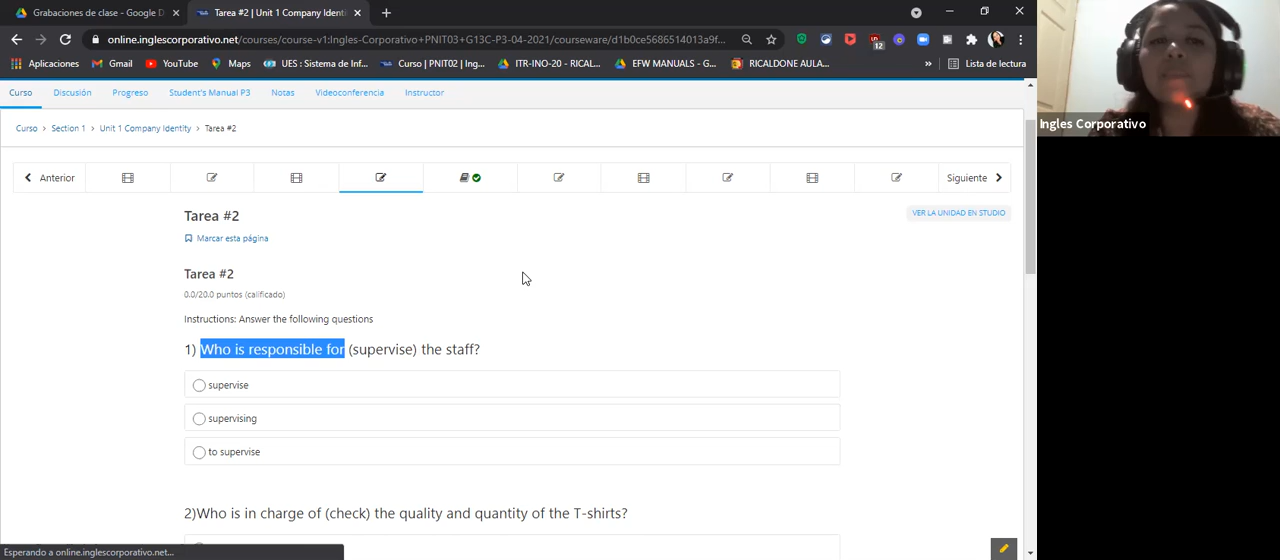 Grabaciones de clase - Google D
Tarea #2 | Unit 1 Company Identi
online.inglescorporativo.net/courses/course-v1:Ingles-Corporativo+PNIT03+G13C-P3-04-2021/courseware/d1b0ce5686514013a9f...
12
Aplicaciones
Gmail
YouTube
Maps
UES : Sistema de Inf...
Curso | PNIT02 | Ing...
ITR-INO-20 - RICAL...
EFW MANUALS - G...
RICALDONE AULA...
»
Lista de lectura
Curso
Discusión
Progreso
Student's Manual P3
Notas
Videoconferencia
Instructor
Curso > Section 1 > Unit 1 Company Identity > Tarea #2
Anterior
Siguiente
Tarea #2
VER LA UNIDAD EN STUDIO
Marcar esta página
Tarea #2
0.0/20.0 puntos (calificado)
Instructions: Answer the following questions
1) Who is responsible for (supervise) the staff?
supervise
supervising
to supervise
2)Who is in charge of (check) the quality and quantity of the T-shirts?
Esperando a online.inglescorporativo.net...
Ingles Corporativo